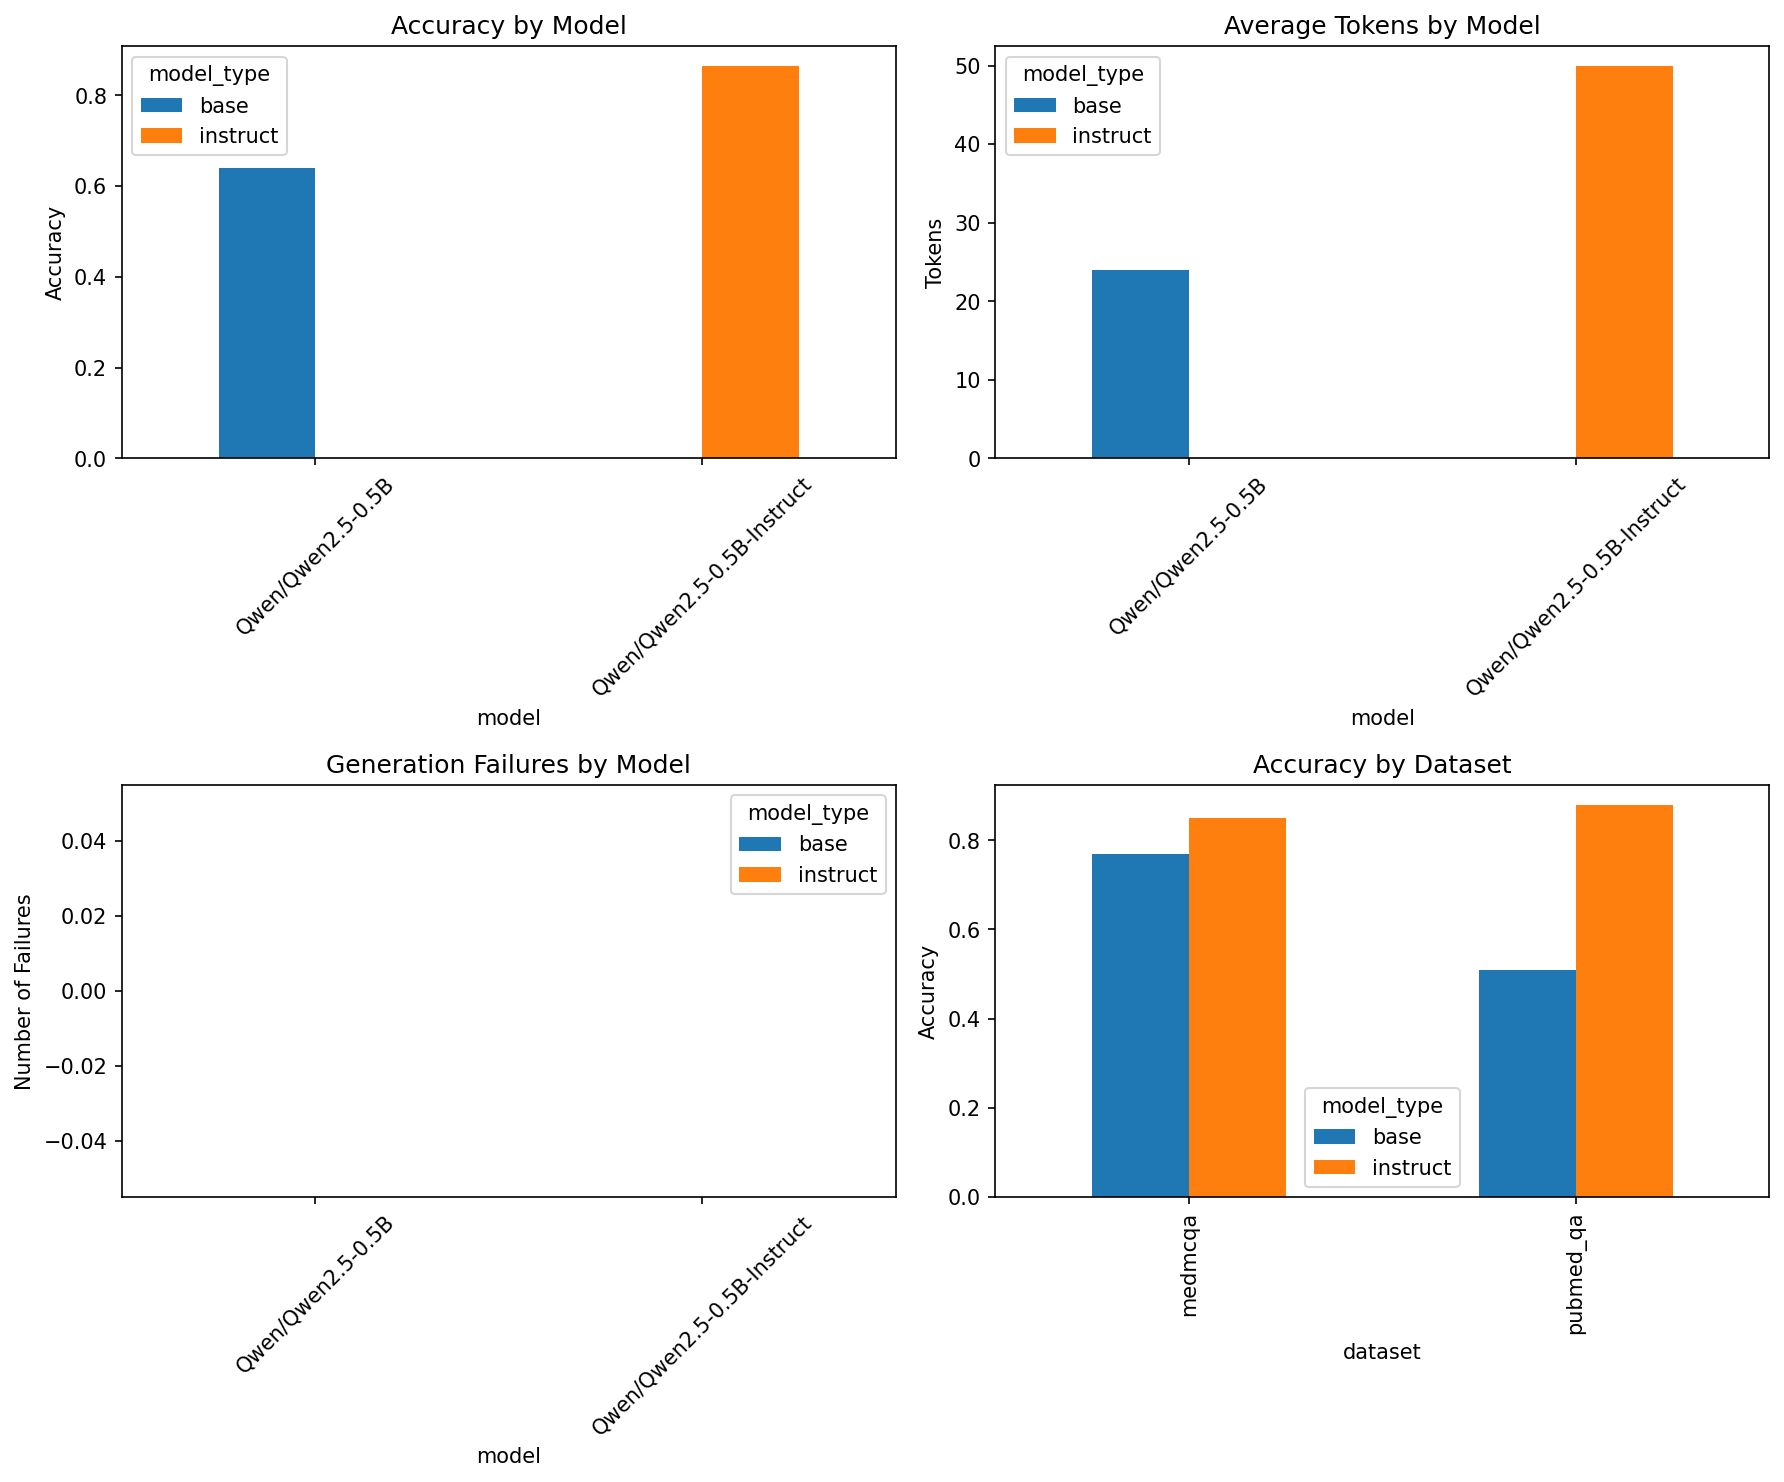 Accuracy by Model
model_type
base
instruct
0.8
0.6
0.4
0.2
0.0
Accuracy
Qwen/Qwen2.5-0.5B
Qwen/Qwen2.5-0.5B-Instruct
model
Average Tokens by Model
model_type
base
instruct
50
40
30
20
10
0
Tokens
Qwen/Qwen2.5-0.5B
Qwen/Qwen2.5-0.5B-Instruct
model
Generation Failures by Model
model_type
base
instruct
0.04
0.02
0.00
−0.02
−0.04
Number of Failures
Qwen/Qwen2.5-0.5B
Qwen/Qwen2.5-0.5B-Instruct
model
Accuracy by Dataset
0.8
0.6
0.4
0.2
0.0
Accuracy
model_type
base
instruct
medmcqa
pubmed_qa
dataset